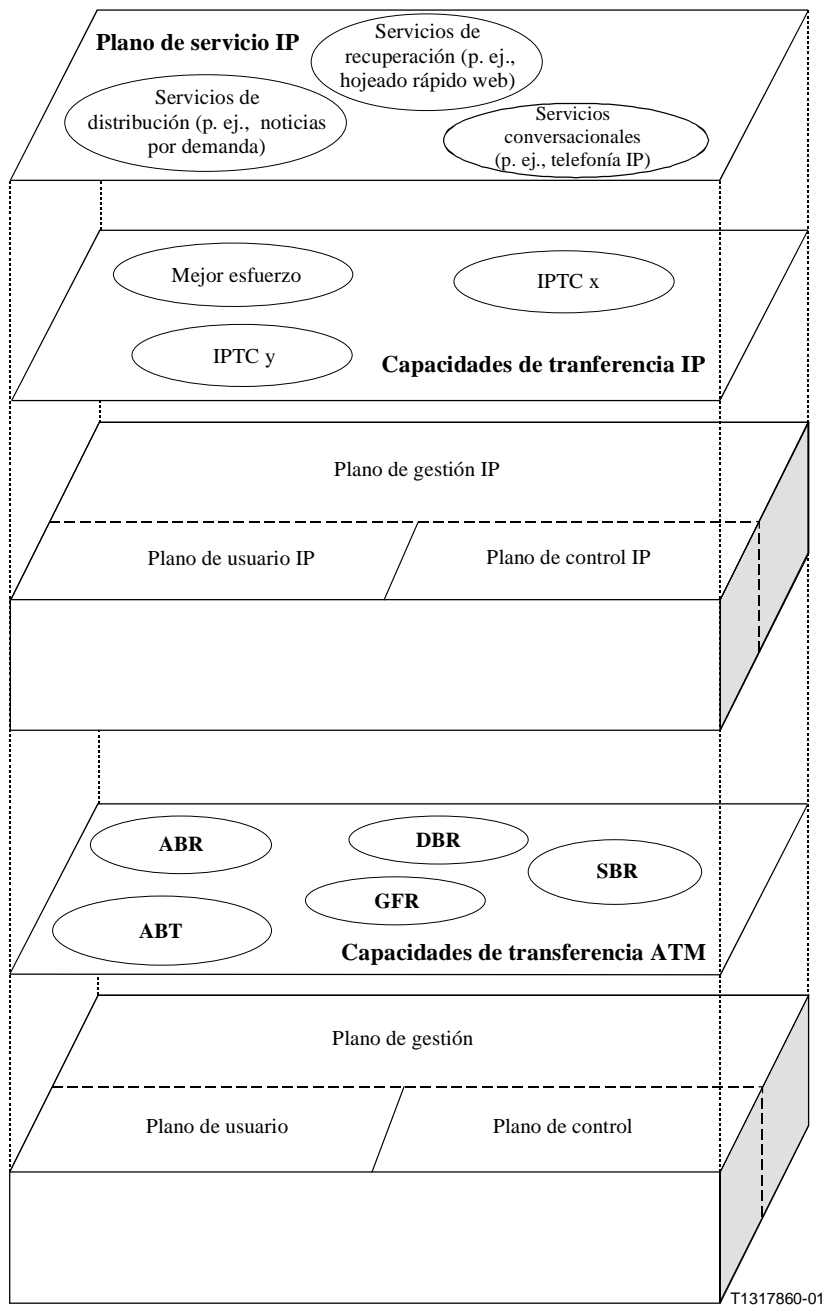 Plano de servicio IP
Servicios de
recuperación (p. ej.,
hojeado rápido web)
Servicios de
distribución (p. ej., noticias
por demanda)
Servicios
conversacionales
(p. ej., telefonía IP)
Mejor esfuerzo
IPTC x
IPTC y
Capacidades de tranferencia IP
Plano de gestión IP
Plano de usuario IP
Plano de control IP
ABR
DBR
SBR
GFR
ABT
Capacidades de transferencia ATM
Plano de gestión
Plano de usuario
Plano de control
T1317860-01